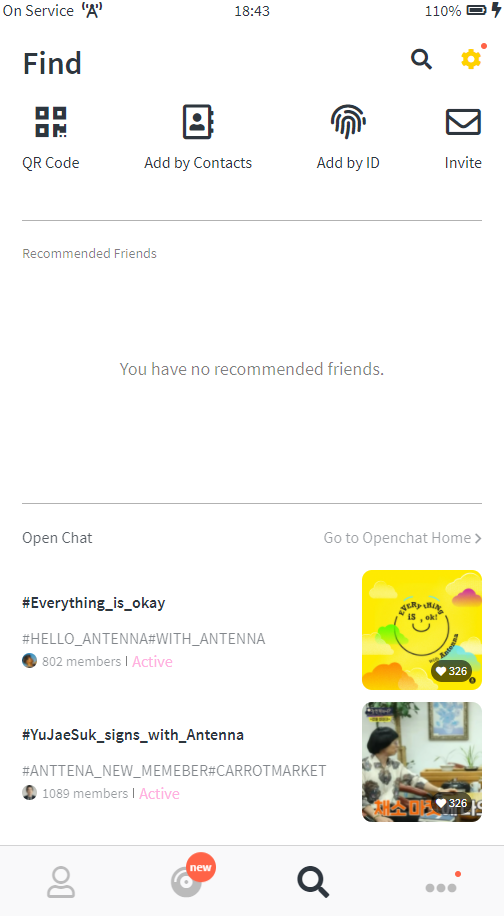 On Service 18:43 110%
Find
QR Code Add by Contacts Add by ID Invite
Recommended Friends
You have no recommended friends.
Open Chat Go to Openchat Home
#Everything_is_okay
#HELLO_ANTENNA#WITH_ANTENNA
802 members | Active
EVERYTHING
iS , ok!
with Antenna
326
#YuJaeSuk_signs_with_Antenna
#ANTTENA_NEW_MEMEBER#CARROTMARKET
1089 members | Active
326
new